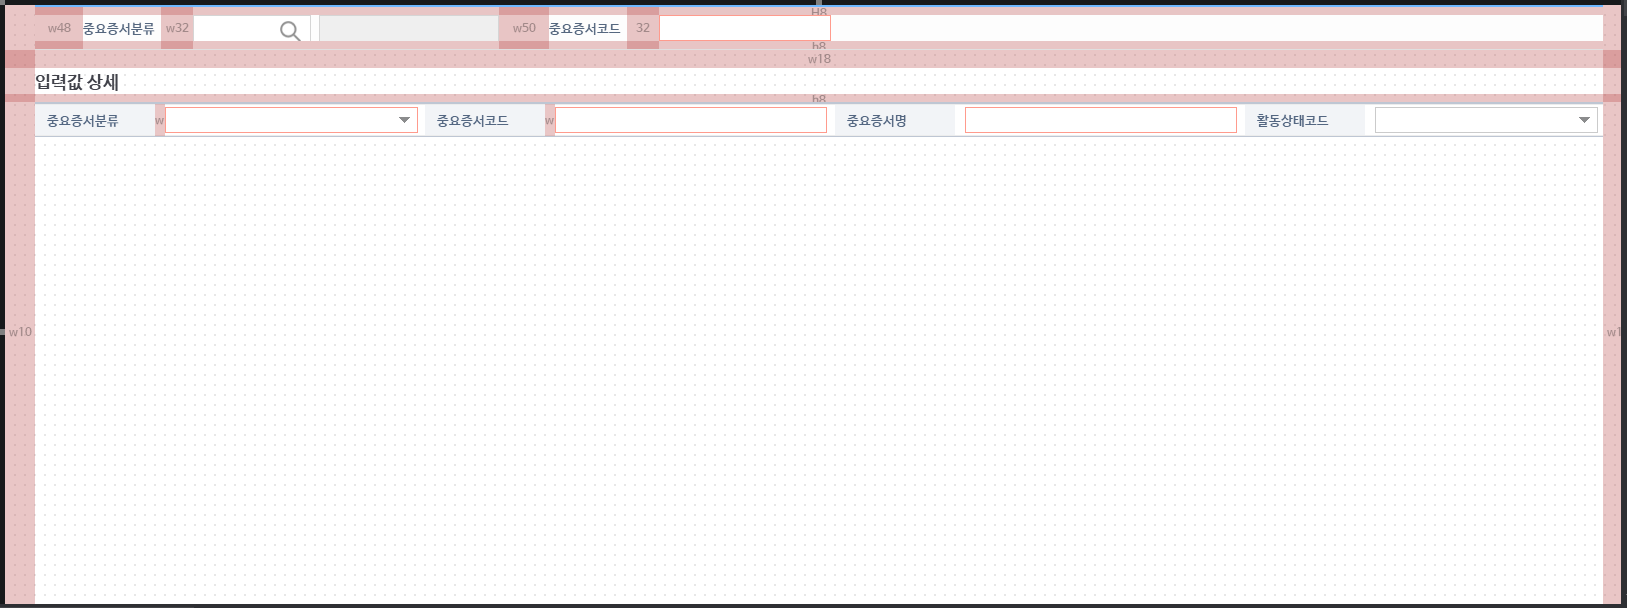 H8
w48 중요증서분류 w32 w50 중요증서코드 32
h8
w18
입력값 상세
h8
중요증서분류 w 중요증서코드 w 중요증서명 활동상태코드
w10 w1